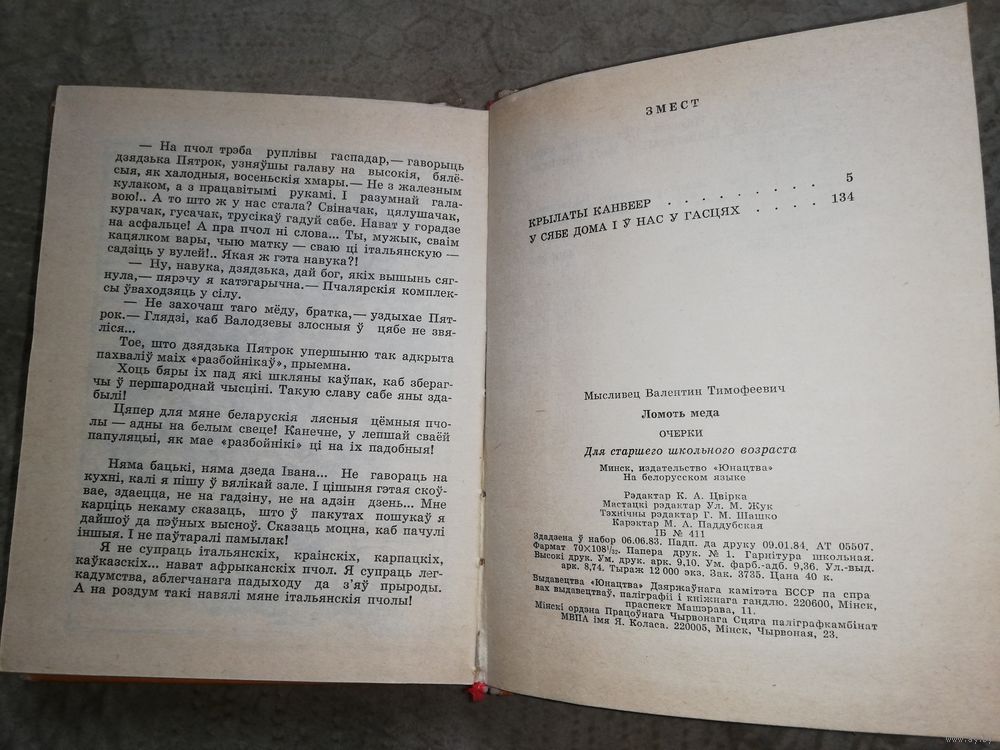 — На пчол трэба руплівы гаспадар,— гаворыць
дзядзька Пятрок, узняўшы галаву на высокія, бялё-
сыя, як халодныя, восеньскія хмары.— Не з жалезным
кулаком, а з працавітымі рукамі. І разумнай гала-
вою!.. А то што ж у нас стала? Свіначак, цялушачак,
курачак, гусачак, трусікаў гадуй сабе. Нават у горадзе
на асфальце! А пра пчол ні слова... Ты, мужык, сваім
кацялком вары, чыю матку — сваю ці італьянскую —
садзіць у вулей!.. Якая ж гэта навука?!
— Ну, навука, дзядзька, дай бог, якіх вышынь сяг-
нула,— пярэчу я катэгарычна.— Пчалярскія комплек-
сы ўваходзяць у сілу.
— Не захочаш таго мёду, братка,— уздыхае Пят-
рок.— Глядзі, каб Валодзевы злосныя ў цябе не звя-
ліся...
Тое, што дзядзька Пятрок упершыню так адкрыта
пахваліў маіх «разбойнікаў», прыемна.
Хоць бяры іх пад які шкляны каўпак, каб збераг-
чы ў першароднай чысціні. Такую славу сабе яны зда-
былі!
Цяпер для мяне беларускія лясныя цёмныя пчо-
лы — адны на белым свеце! Канечне, у лепшай сваёй
папуляцыі, як мае «разбойнікі» ці на іх падобныя!
Няма бацькі, няма дзеда Івана... Не гавораць на
кухні, калі я пішу ў вялікай зале. І цішыня гэтая скоў-
вае, здаецца, не на гадзіну, не на адзін дзень... Мне
карціць некаму сказаць, што ў пакутах пошукаў я
дайшоў да пэўных высноў. Сказаць моцна, каб пачулі
іншыя. І не паўтаралі памылак!
Я не супраць італьянскіх, краінскіх, карпацкіх,
каўказскіх... нават афрыканскіх пчол. Я супраць лег-
кадумства, аблегчанага падыходу да з'яў прыроды.
А на роздум такі навялі мяне італьянскія пчолы!
ЗМЕСТ
КРЫЛАТЫ КАНВЕЕР . . . . . . . . 5
У СЯБЕ ДОМА І Ў НАС У ГАСЦЯХ . . . . 134
Мысливец Валентин Тимофеевич
Ломоть меда
ОЧЕРКИ
Для старшего школьного возраста
Минск, издательство «Юнацтва»
На белорусском языке
Рэдактар К. А. Цвірка
Мастацкі рэдактар Ул. М. Жук
Тэхнічны рэдактар Г. М. Шашко
Карэктар М. А. Паддубская
ІБ № 411
Здадзена ў набор 06.06.83. Падп. да друку 09.01.84. АТ 05507.
Фармат 70Х108¹/₃₂. Папера друк. № 1. Гарнітура школьная.
Высокі друк. Ум. друк. арк. 9,10. Ум. фарб.-адб. 9,36. Ул.-выд.
арк. 8,74. Тыраж 12 000 экз. Зак. 3735. Цана 40 к.
Выдавецтва «Юнацтва» Дзяржаўнага камітэта БССР па спра-
вах выдавецтваў, паліграфіі і кніжнага гандлю. 220600, Мінск,
праспект Машэрава, 11.
Мінскі ордэна Працоўнага Чырвонага Сцяга паліграфкамбінат
МВПА імя Я. Коласа. 220005, Мінск, Чырвоная, 23.